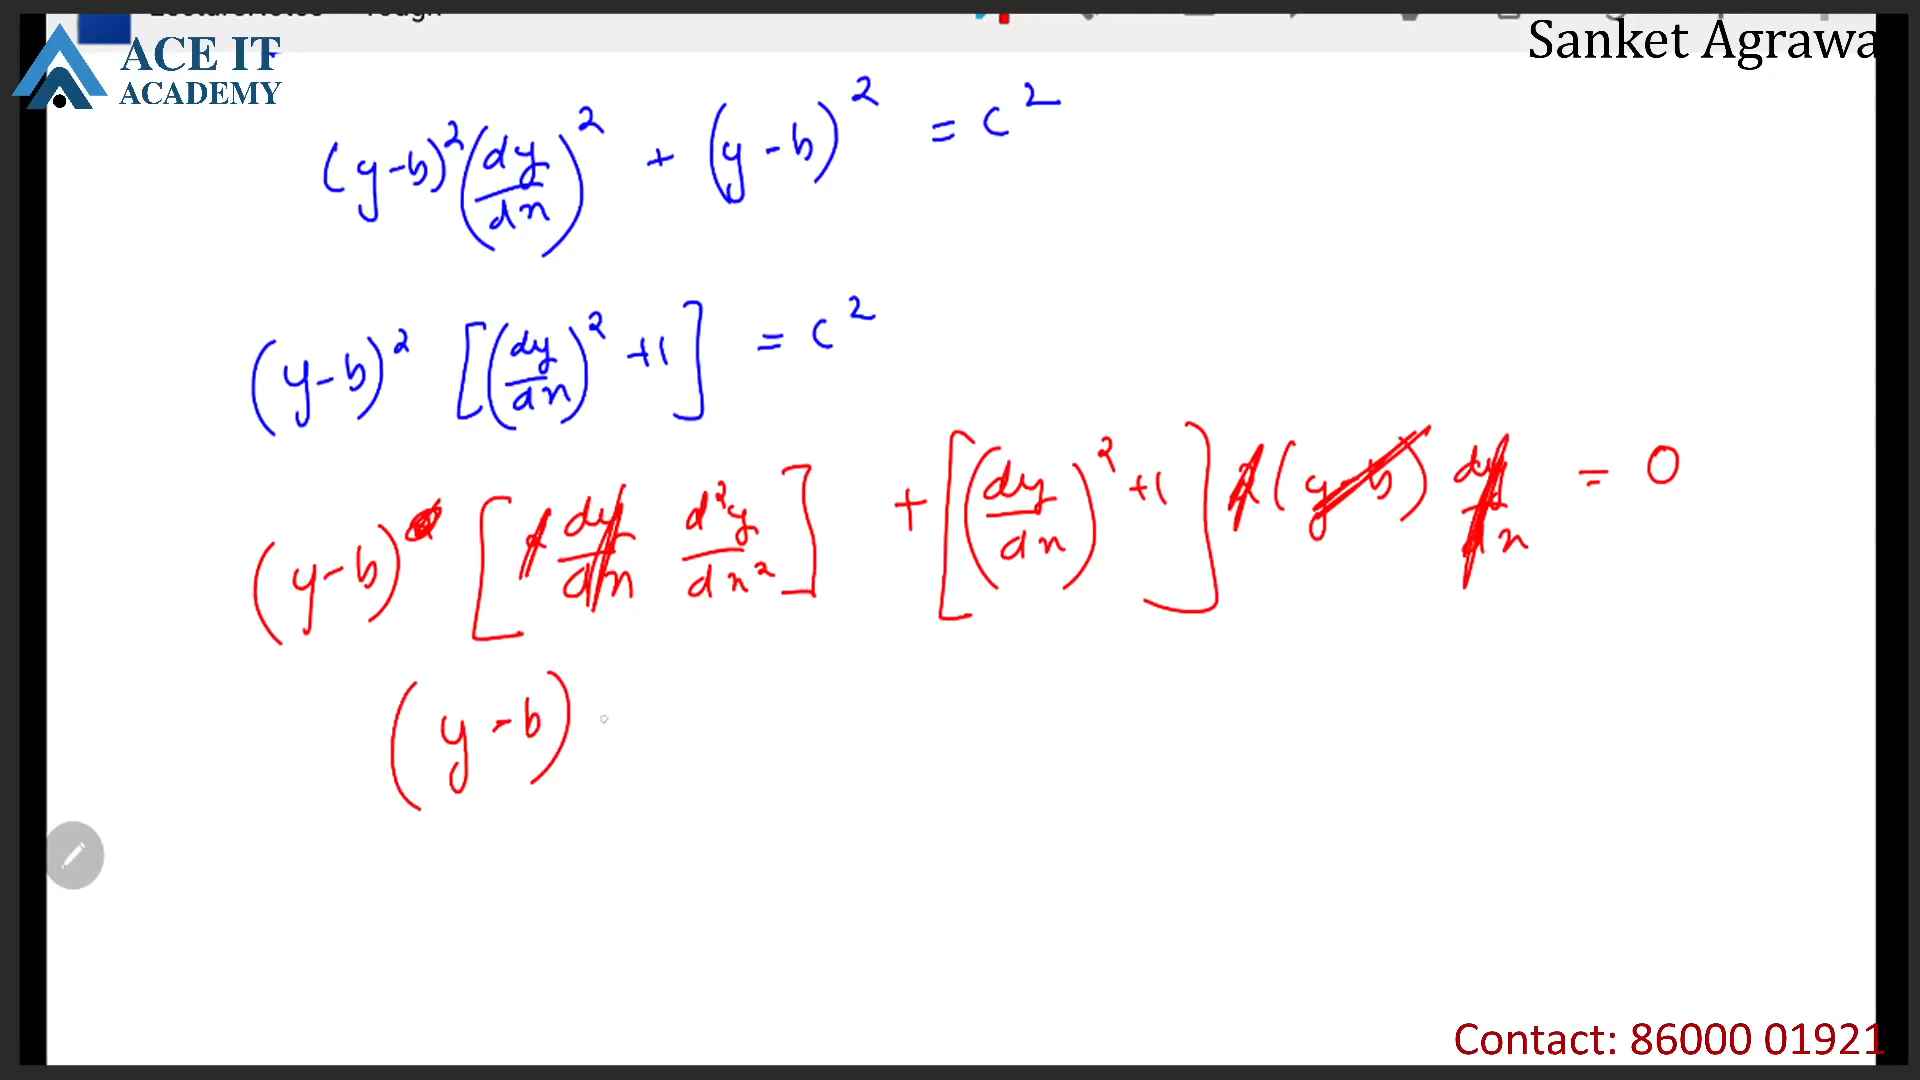 ACE IT
ACADEMY
Sanket Agrawa
(y-b)² (dy/dx)² + (y-b)² = c²
(y-b)² [(dy/dx)² +1] = c²
(y-b) [2 dy/dx d²y/dx²] + [(dy/dx)² +1] 2 (y-b) dy/dx = 0
(y-b)
Contact: 86000 01921